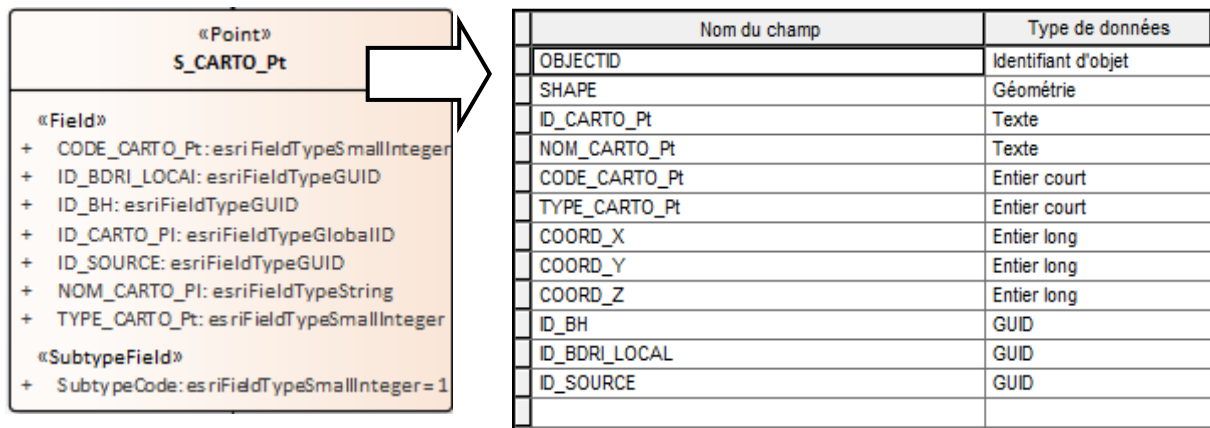 «Point»
S_CARTO_Pt
«Field»
+ CODE_CARTO_Pt: esriFieldTypeSmallInteger
+ ID_BDRI_LOCAl: esriFieldTypeGUID
+ ID_BH: esriFieldTypeGUID
+ ID_CARTO_Pl: esriFieldTypeGlobalID
+ ID_SOURCE: esriFieldTypeGUID
+ NOM_CARTO_Pl: esriFieldTypeString
+ TYPE_CARTO_Pt: esriFieldTypeSmallInteger
«SubtypeField»
+ SubtypeCode: esriFieldTypeSmallInteger = 1
Nom du champ Type de données
OBJECTID Identifiant d'objet
SHAPE Géométrie
ID_CARTO_Pt Texte
NOM_CARTO_Pt Texte
CODE_CARTO_Pt Entier court
TYPE_CARTO_Pt Entier court
COORD_X Entier long
COORD_Y Entier long
COORD_Z Entier long
ID_BH GUID
ID_BDRI_LOCAL GUID
ID_SOURCE GUID